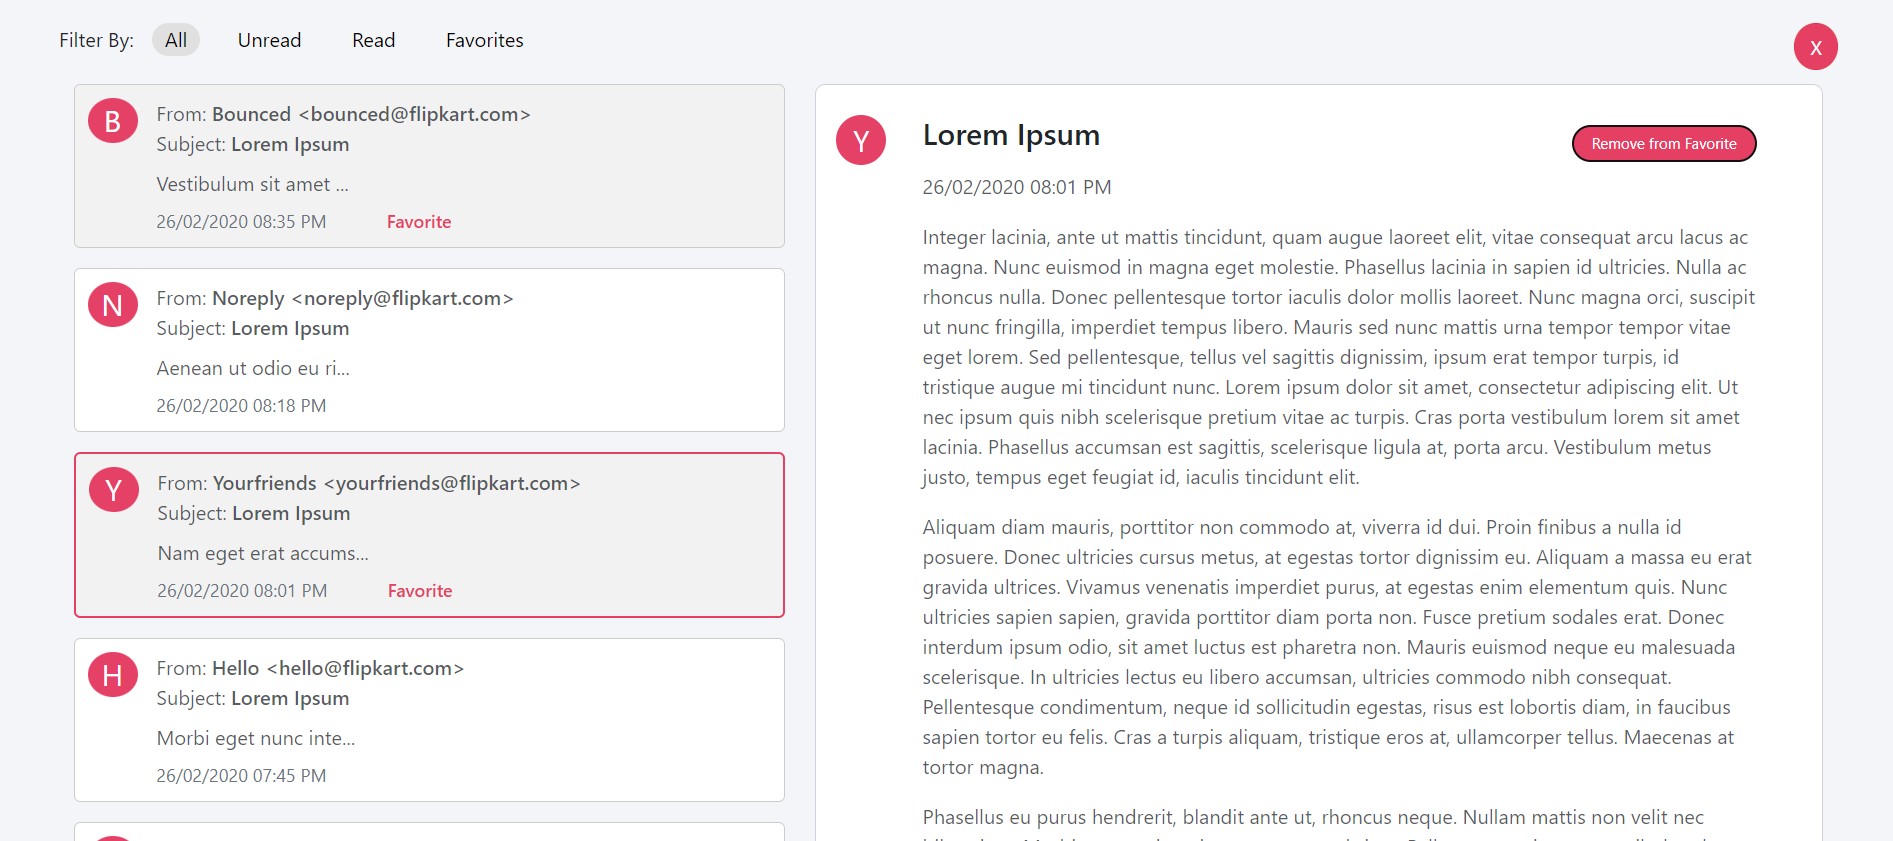 Filter By: All Unread Read Favorites
x
B
From: Bounced <bounced@flipkart.com>
Subject: Lorem Ipsum
Vestibulum sit amet ...
26/02/2020 08:35 PM Favorite
N
From: Noreply <noreply@flipkart.com>
Subject: Lorem Ipsum
Aenean ut odio eu ri...
26/02/2020 08:18 PM
Y
From: Yourfriends <yourfriends@flipkart.com>
Subject: Lorem Ipsum
Nam eget erat accums...
26/02/2020 08:01 PM Favorite
H
From: Hello <hello@flipkart.com>
Subject: Lorem Ipsum
Morbi eget nunc inte...
26/02/2020 07:45 PM
Y
Lorem Ipsum
Remove from Favorite
26/02/2020 08:01 PM
Integer lacinia, ante ut mattis tincidunt, quam augue laoreet elit, vitae consequat arcu lacus ac
magna. Nunc euismod in magna eget molestie. Phasellus lacinia in sapien id ultricies. Nulla ac
rhoncus nulla. Donec pellentesque tortor iaculis dolor mollis laoreet. Nunc magna orci, suscipit
ut nunc fringilla, imperdiet tempus libero. Mauris sed nunc mattis urna tempor tempor vitae
eget lorem. Sed pellentesque, tellus vel sagittis dignissim, ipsum erat tempor turpis, id
tristique augue mi tincidunt nunc. Lorem ipsum dolor sit amet, consectetur adipiscing elit. Ut
nec ipsum quis nibh scelerisque pretium vitae ac turpis. Cras porta vestibulum lorem sit amet
lacinia. Phasellus accumsan est sagittis, scelerisque ligula at, porta arcu. Vestibulum metus
justo, tempus eget feugiat id, iaculis tincidunt elit.
Aliquam diam mauris, porttitor non commodo at, viverra id dui. Proin finibus a nulla id
posuere. Donec ultricies cursus metus, at egestas tortor dignissim eu. Aliquam a massa eu erat
gravida ultrices. Vivamus venenatis imperdiet purus, at egestas enim elementum quis. Nunc
ultricies sapien sapien, gravida porttitor diam porta non. Fusce pretium sodales erat. Donec
interdum ipsum odio, sit amet luctus est pharetra non. Mauris euismod neque eu malesuada
scelerisque. In ultricies lectus eu libero accumsan, ultricies commodo nibh consequat.
Pellentesque condimentum, neque id sollicitudin egestas, risus est lobortis diam, in faucibus
sapien tortor eu felis. Cras a turpis aliquam, tristique eros at, ullamcorper tellus. Maecenas at
tortor magna.
Phasellus eu purus hendrerit, blandit ante ut, rhoncus neque. Nullam mattis non velit nec